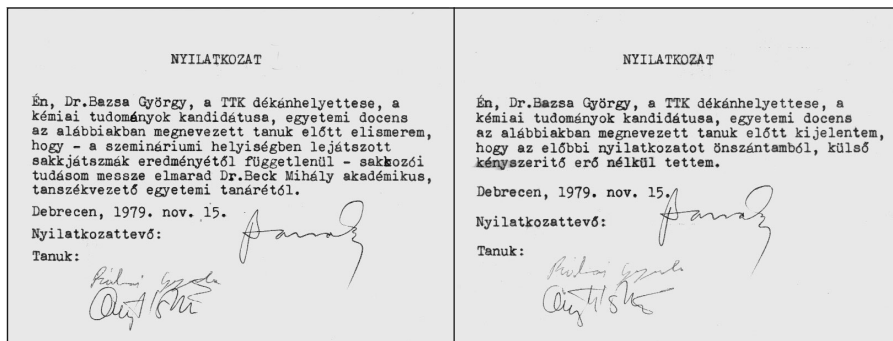 NYILATKOZAT
Én, Dr.Bazsa György, a TTK dékánhelyettese, a
kémiai tudományok kandidátusa, egyetemi docens
az alábbiakban megnevezett tanuk előtt elismerem,
hogy - a szemináriumi helyiségben lejátszott
sakkjátszmák eredményétől függetlenül - sakkozói
tudásom messze elmarad Dr.Beck Mihály akadémikus,
tanszékvezető egyetemi tanárétól.
Debrecen, 1979. nov. 15.
Nyilatkozattevő:
Tanuk:
NYILATKOZAT
Én, Dr.Bazsa György, a TTK dékánhelyettese, a
kémiai tudományok kandidátusa, egyetemi docens
az alábbiakban megnevezett tanuk előtt kijelentem,
hogy az előbbi nyilatkozatot önszántamból, külső
kényszeritő erő nélkül tettem.
Debrecen, 1979. nov. 15.
Nyilatkozattevő:
Tanuk: